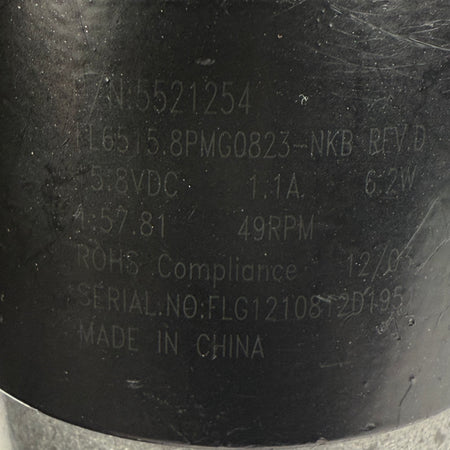 P/N:5521254
FL6515.8PMG0823-NKB REV.D
5.8VDC 1.1A 6.2W
1:57.81 49RPM
ROHS Compliance
SERIAL.NO:FLG1210812D195
MADE IN CHINA